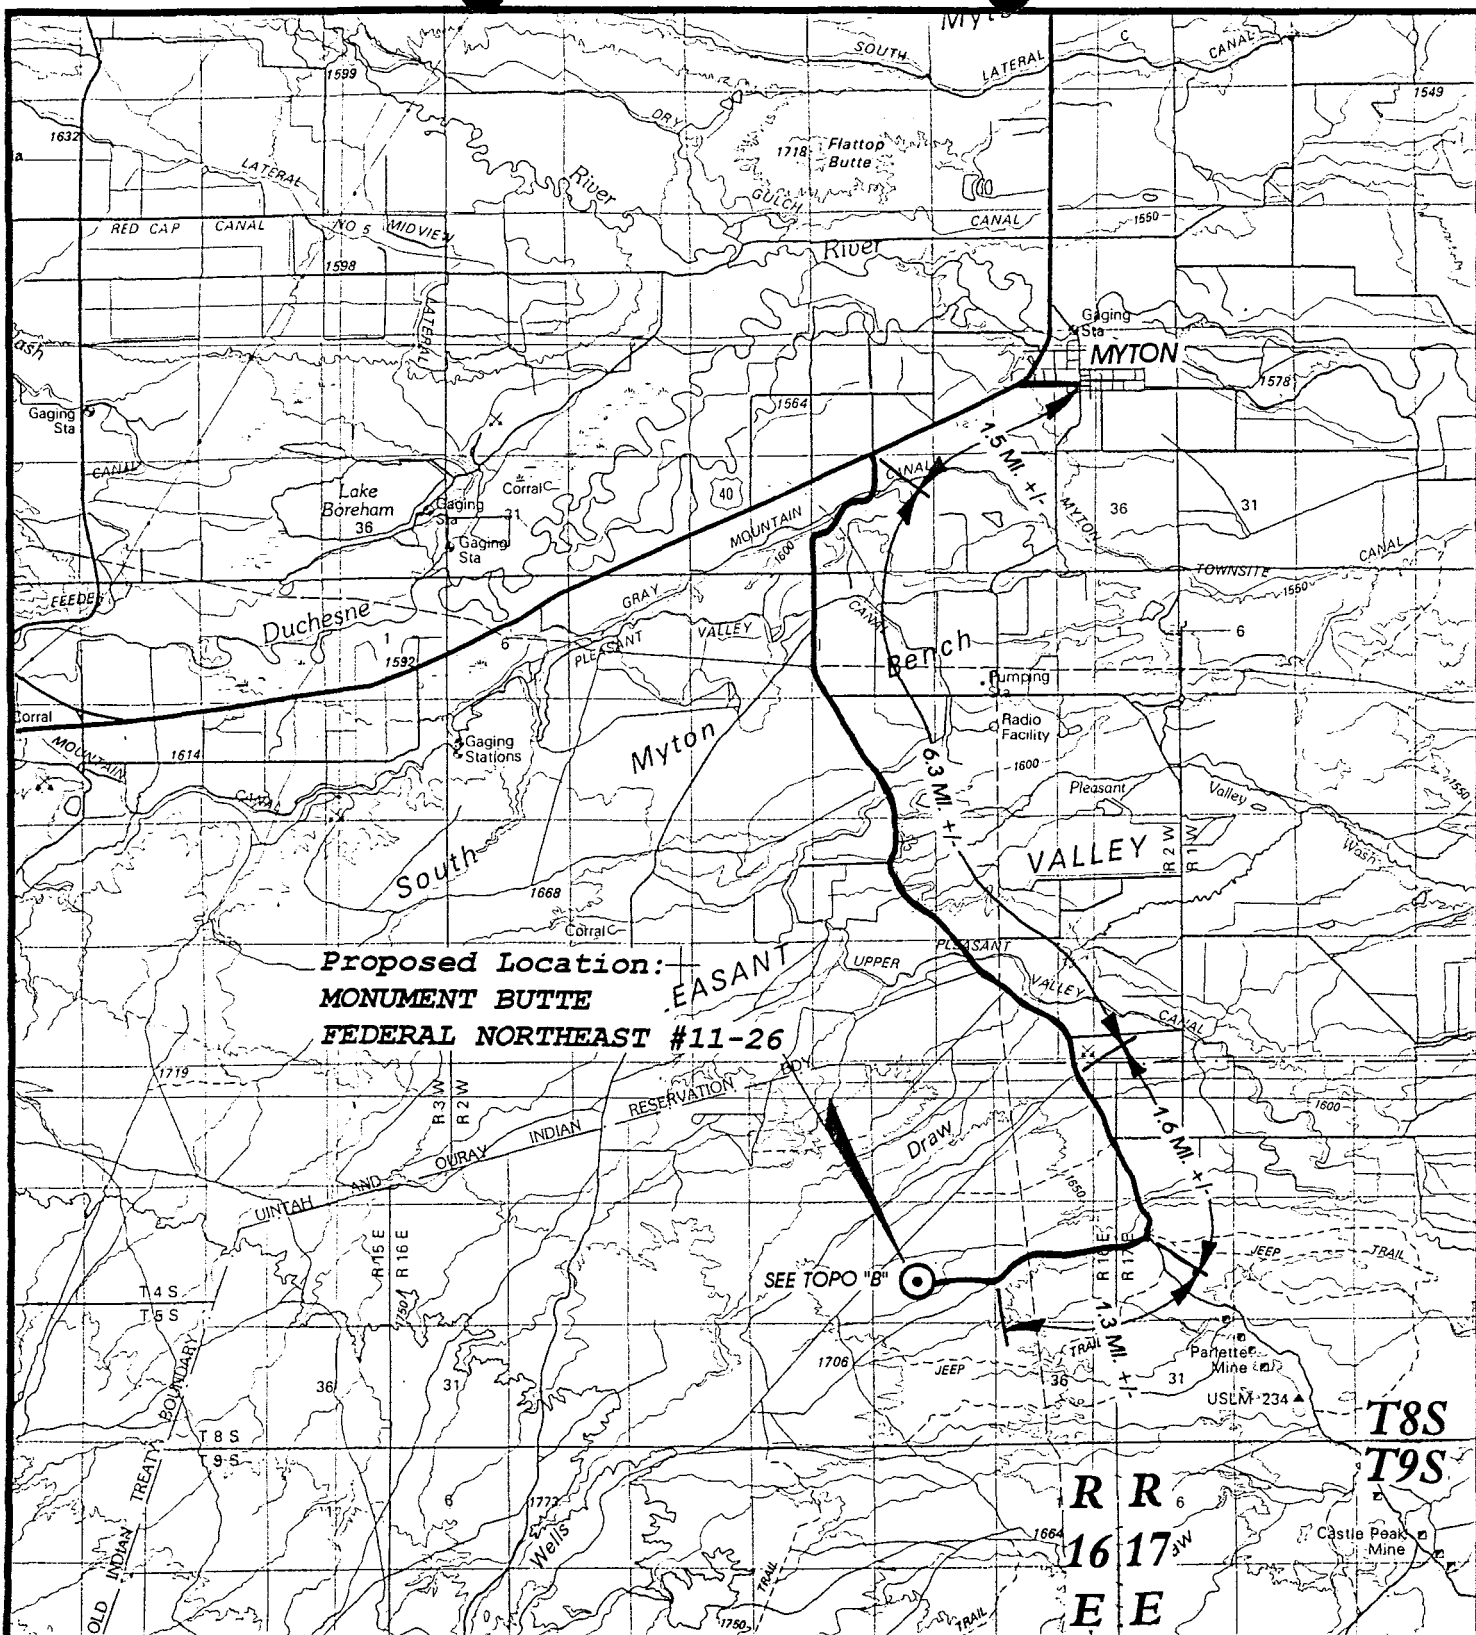 Myt
SOUTH
LATERAL
C
CANAL
1599
1549
1632
DRY
1718
Flattop
Butte
LATERAL
River
GULCH
RED CAP
CANAL
NO 5
MIDVIEW
CANAL
1550
River
1598
LATERAL
ash
Gaging
Sta
MYTON
1578
Gaging
Sta
1564
CANAL
1.5 MI. +/-
Lake
Boreham
36
Corral
Gaging
Sta
31
40
CANAL
36
31
Gaging
Sta
MOUNTAIN
1600
MYTON
CANAL
TOWNSITE
1550
FEEDER
GRAY
Duchesne
1
6
PLEASANT
VALLEY
CANAL
1
6
1592
Bench
Pumping
Sta
Corral
Radio
Facility
Gaging
Stations
Myton
MOUNTAIN
1614
6.3 MI. +/-
1600
Pleasant
Valley
1550
CANAL
VALLEY
R 2 W
R 1 W
Wash
South
1668
Corral
Proposed Location:
MONUMENT BUTTE
FEDERAL NORTHEAST #11-26
EASANT
UPPER
PLEASANT
VALLEY
CANAL
1719
BDY
R 3 W
R 2 W
RESERVATION
1600
INDIAN
Draw
1.6 MI. +/-
OURAY
AND
UINTAH
1650
R 15 E
R 16 E
R 16 E
R 17 E
JEEP
TRAIL
SEE TOPO "B"
T 4 S
T 5 S
1750
1.3 MI. +/-
TRAIL
Parlette
Mine
1706
JEEP
36
31
36
31
USLM 234
BOUNDARY
T8S
T9S
T 8 S
T 9 S
TREATY
R R
6
6
1773
Wells
1664
16 17
Castle Peak
Mine
INDIAN
TRAIL
OLD
1750
TRAIL
E E